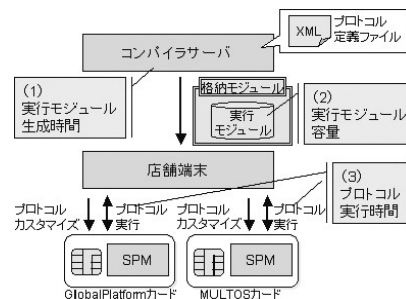 XML
プロトコル
定義ファイル
コンパイラサーバ
(1)
実行モジュール
生成時間
格納モジュール
実行
モジュール
(2)
実行モジュール
容量
店舗端末
(3)
プロトコル
実行時間
プロトコル
カスタマイズ
プロトコル
実行
プロトコル
カスタマイズ
プロトコル
実行
SPM
SPM
GlobalPlatformカード
MULTOSカード